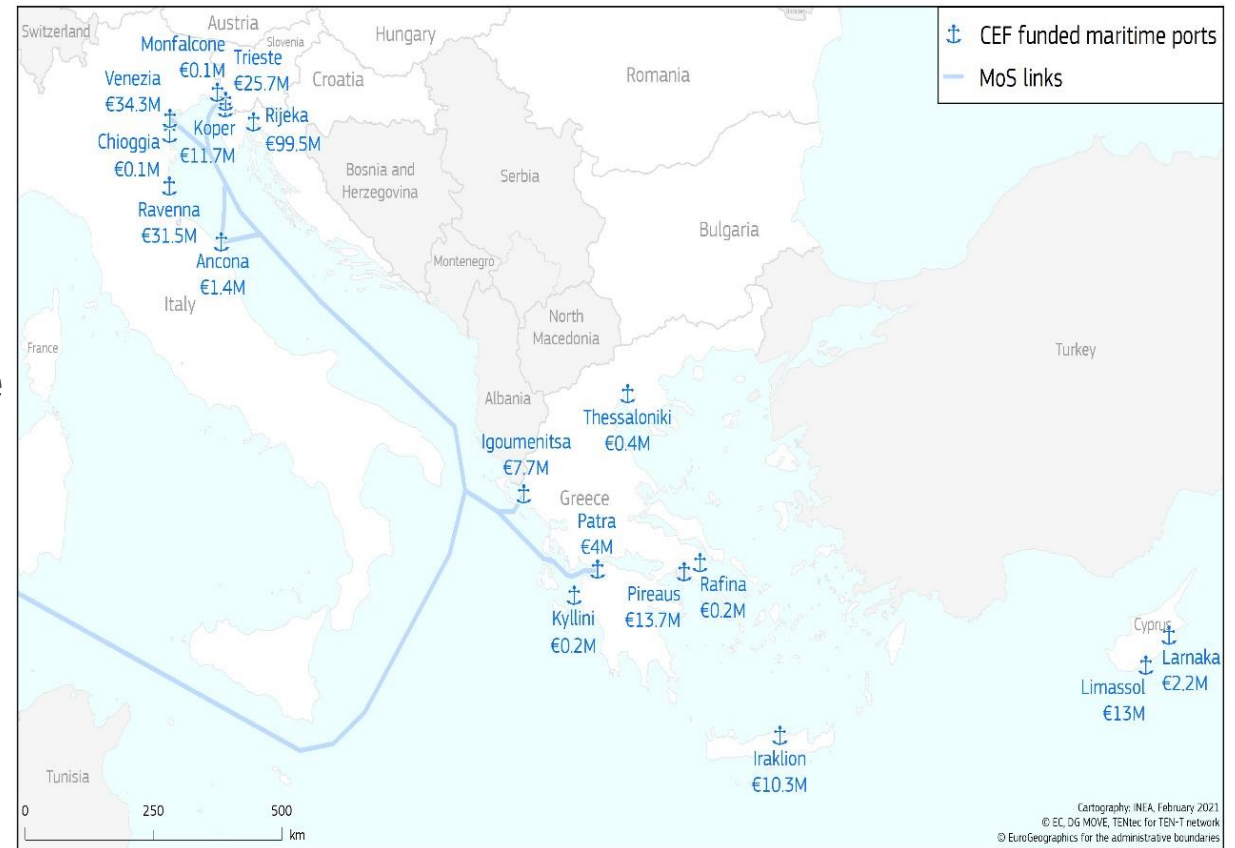 CEF funded maritime ports
MoS links
Switzerland
Austria
Slovenia
Hungary
Croatia
Romania
Monfalcone
€0.1M
Trieste
€25.7M
Venezia
€34.3M
Koper
€11.7M
Rijeka
€99.5M
Chioggia
€0.1M
Ravenna
€31.5M
Ancona
€1.4M
Bosnia and
Herzegovina
Serbia
Bulgaria
Montenegro
Italy
North
Macedonia
France
Turkey
Albania
Thessaloniki
€0.4M
Igoumenitsa
€7.7M
Greece
Patra
€4M
Kyllini
€0.2M
Pireaus
€13.7M
Rafina
€0.2M
Cyprus
Larnaka
€2.2M
Limassol
€13M
Iraklion
€10.3M
Tunisia
0 250 500
km
Cartography: INEA, February 2021
© EC, DG MOVE, TENtec for TEN-T network
© EuroGeographics for the administrative boundaries